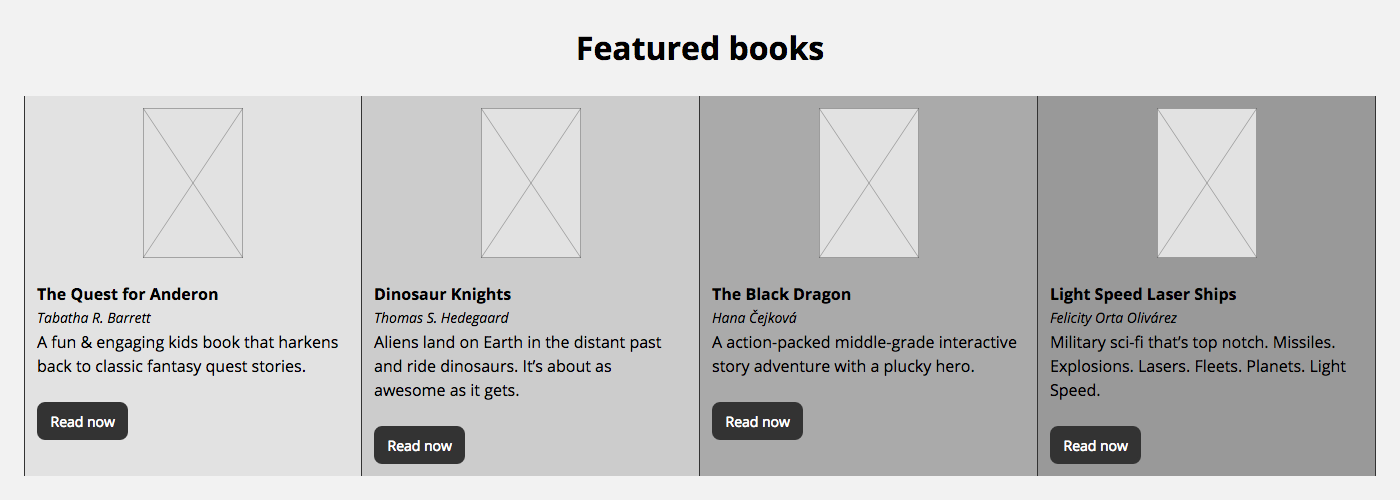 Featured books
The Quest for Anderon
Tabatha R. Barrett
A fun & engaging kids book that harkens
back to classic fantasy quest stories.
Read now
Dinosaur Knights
Thomas S. Hedegaard
Aliens land on Earth in the distant past
and ride dinosaurs. It’s about as
awesome as it gets.
Read now
The Black Dragon
Hana Čejková
A action-packed middle-grade interactive
story adventure with a plucky hero.
Read now
Light Speed Laser Ships
Felicity Orta Olivárez
Military sci-fi that’s top notch. Missiles.
Explosions. Lasers. Fleets. Planets. Light
Speed.
Read now